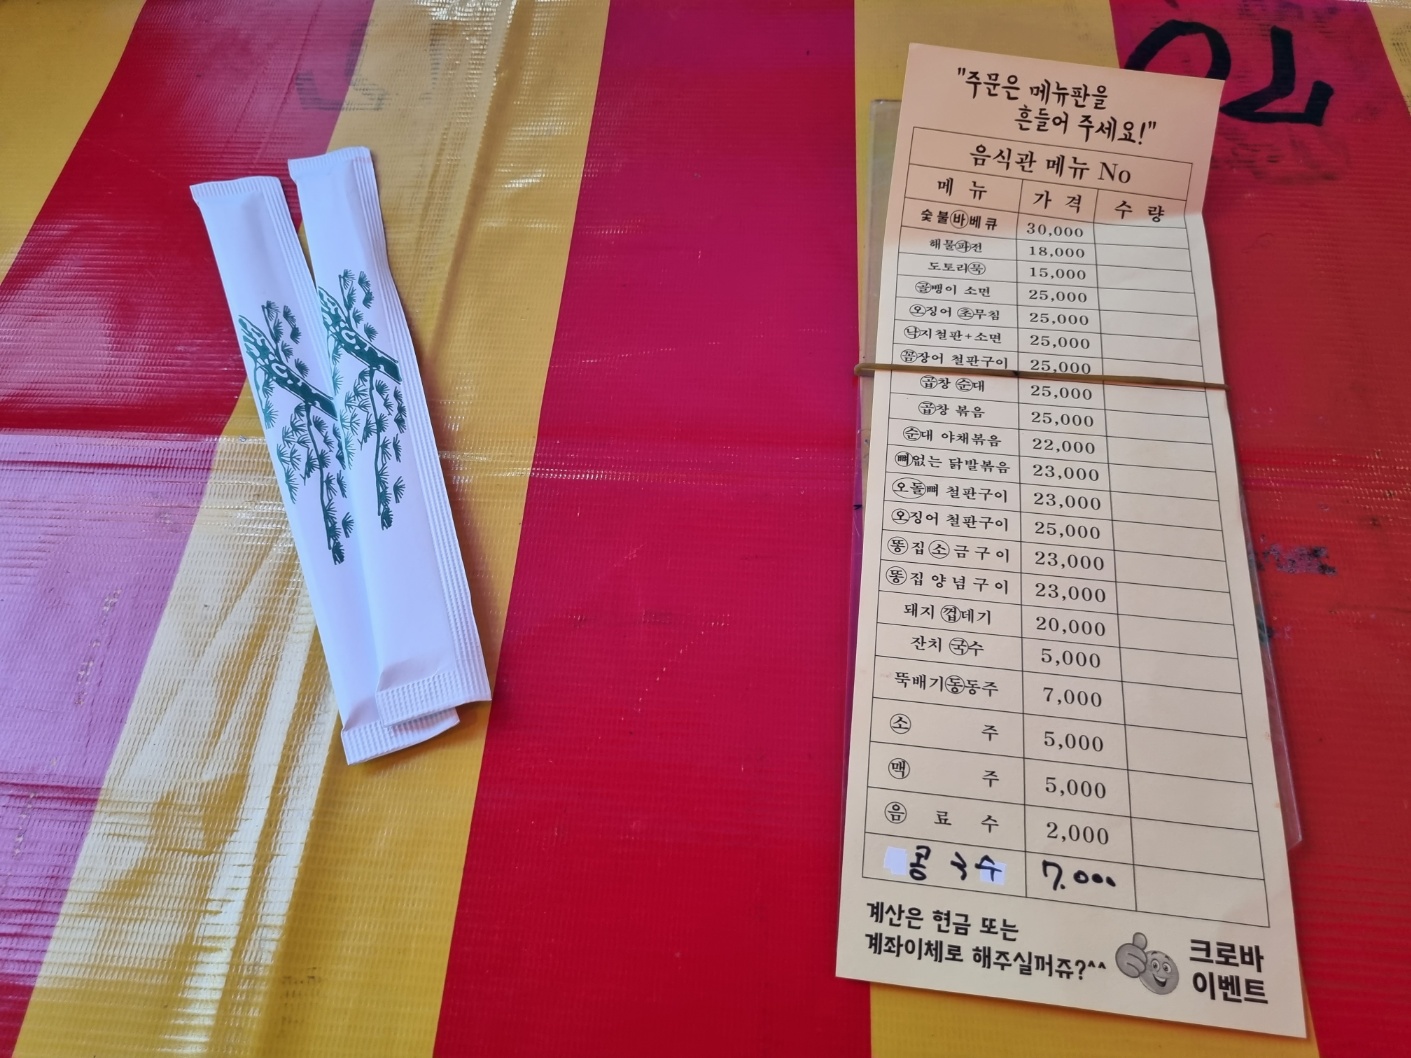 "주문은 메뉴판을
흔들어 주세요!"
음식관 메뉴 No
메 뉴 가 격 수 량
숯불바베큐 30,000
해물파전 18,000
도토리묵 15,000
골뱅이 소면 25,000
오징어 초무침 25,000
낙지철판+소면 25,000
꼼장어 철판구이 25,000
곱창 순대 25,000
곱창 볶음 25,000
순대 야채볶음 22,000
뼈없는 닭발볶음 23,000
오돌뼈 철판구이 23,000
오징어 철판구이 25,000
똥집소금구이 23,000
똥집양념구이 23,000
돼지 껍데기 20,000
잔치 국수 5,000
뚝배기동동주 7,000
소 주 5,000
맥 주 5,000
음 료 수 2,000
콩 국수 7.000
계산은 현금 또는
계좌이체로 해주실꺼쥬?^^
크로바
이벤트